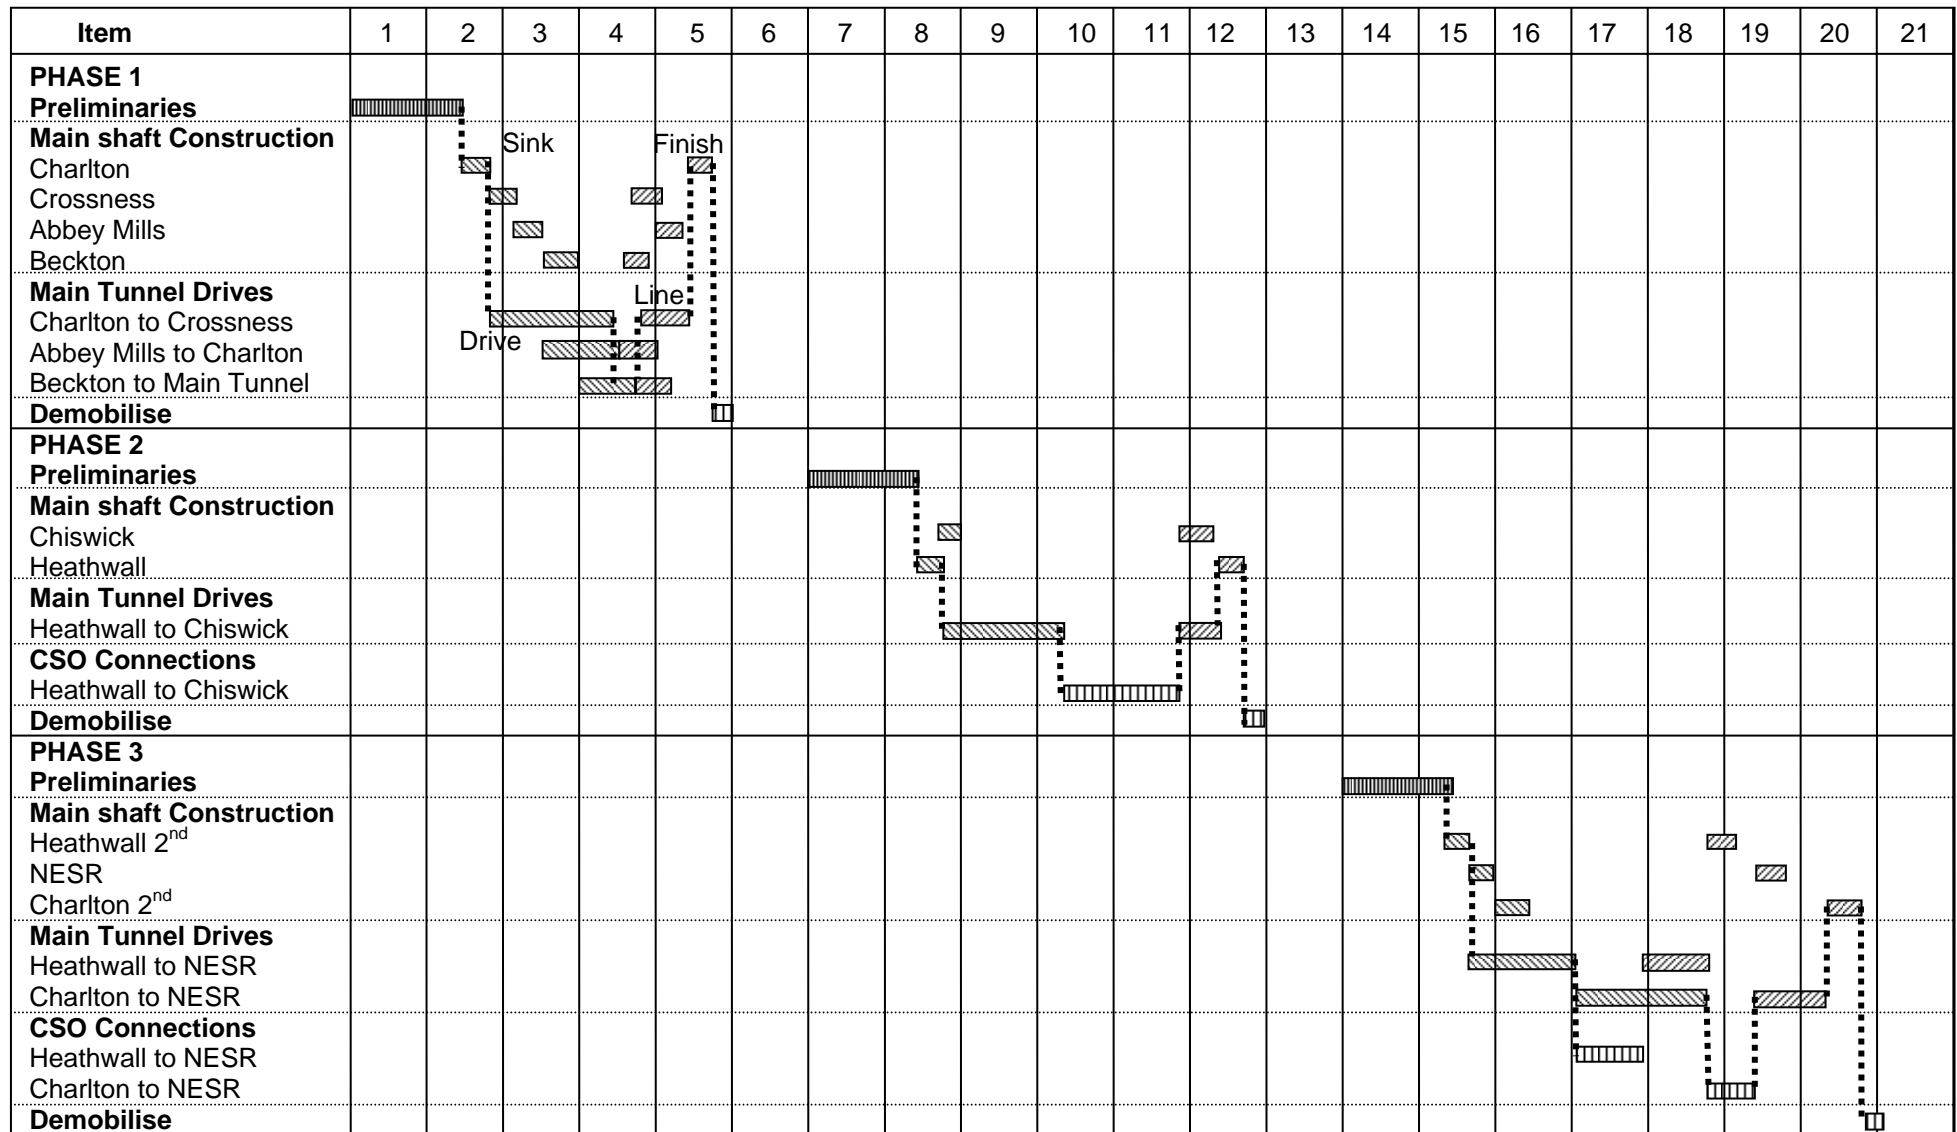 Item 1 2 3 4 5 6 7 8 9 10 11 12 13 14 15 16 17 18 19 20 21
PHASE 1
Preliminaries
Main shaft Construction Sink Finish
Charlton
Crossness
Abbey Mills
Beckton
Main Tunnel Drives Line
Charlton to Crossness
Drive
Abbey Mills to Charlton
Beckton to Main Tunnel
Demobilise
PHASE 2
Preliminaries
Main shaft Construction
Chiswick
Heathwall
Main Tunnel Drives
Heathwall to Chiswick
CSO Connections
Heathwall to Chiswick
Demobilise
PHASE 3
Preliminaries
Main shaft Construction
Heathwall 2nd
NESR
Charlton 2nd
Main Tunnel Drives
Heathwall to NESR
Charlton to NESR
CSO Connections
Heathwall to NESR
Charlton to NESR
Demobilise